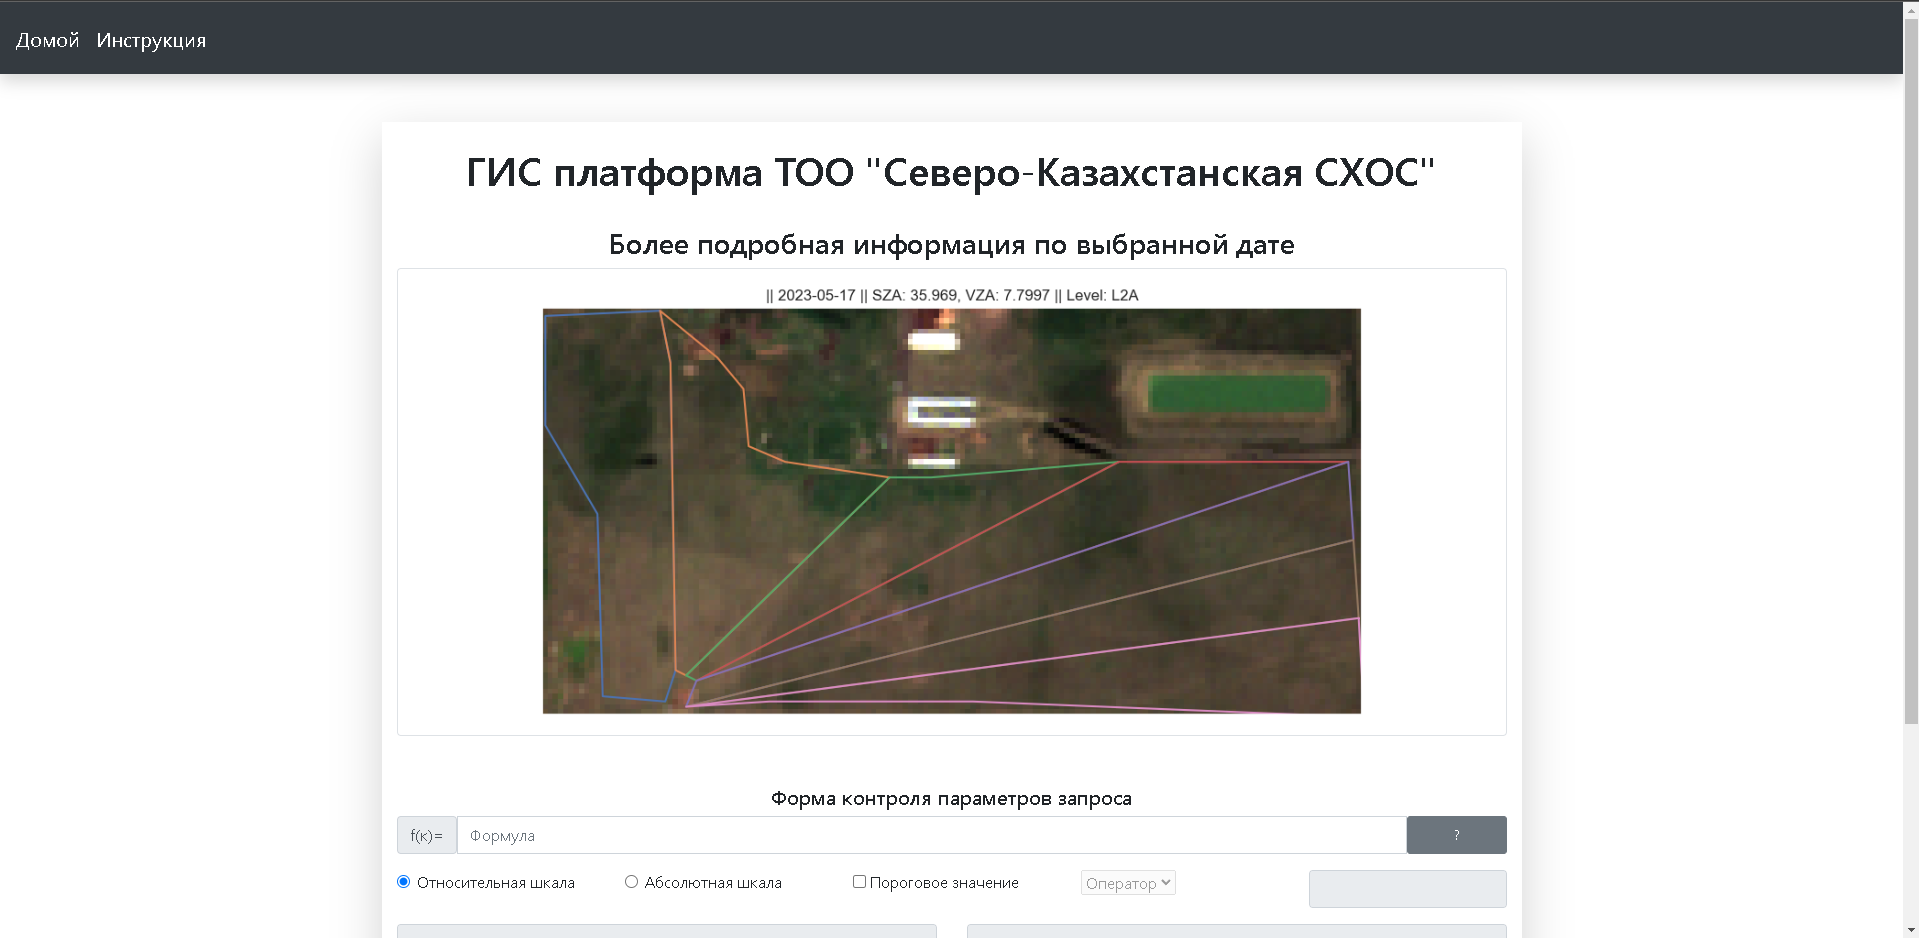 Домой Инструкция
ГИС платформа ТОО "Северо-Казахстанская СХОС"
Более подробная информация по выбранной дате
|| 2023-05-17 || SZA: 35.969, VZA: 7.7997 || Level: L2A
Форма контроля параметров запроса
f(к)= Формула ?
Относительная шкала Абсолютная шкала Пороговое значение Оператор